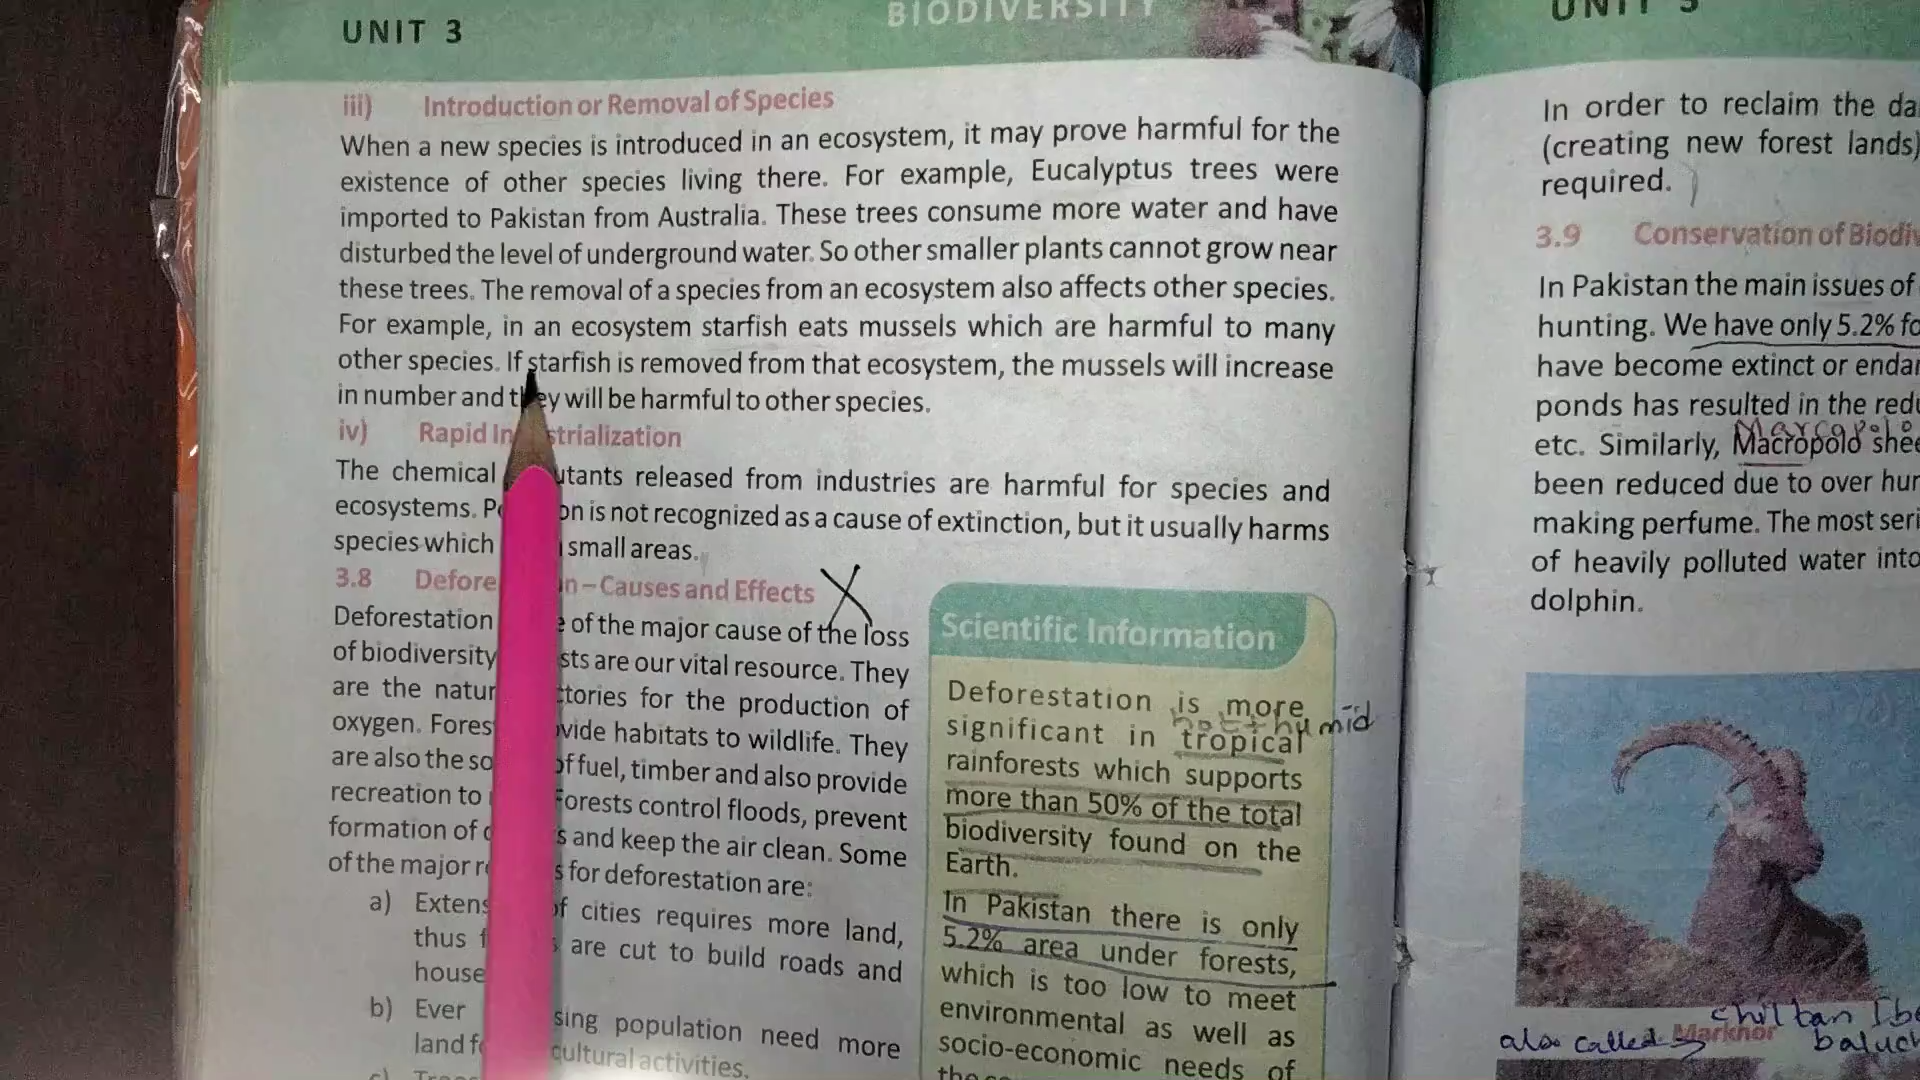 UNIT 3
BIODIVERSITY
iii) Introduction or Removal of Species
When a new species is introduced in an ecosystem, it may prove harmful for the
existence of other species living there. For example, Eucalyptus trees were
imported to Pakistan from Australia. These trees consume more water and have
disturbed the level of underground water. So other smaller plants cannot grow near
these trees. The removal of a species from an ecosystem also affects other species.
For example, in an ecosystem starfish eats mussels which are harmful to many
other species. If starfish is removed from that ecosystem, the mussels will increase
in number and they will be harmful to other species.
iv) Rapid In strialization
The chemical utants released from industries are harmful for species and
ecosystems. P on is not recognized as a cause of extinction, but it usually harms
species which small areas.
3.8 Defore n – Causes and Effects
Deforestation of the major cause of the loss
of biodiversity sts are our vital resource. They
are the natur tories for the production of
oxygen. Fores vide habitats to wildlife. They
are also the so of fuel, timber and also provide
recreation to Forests control floods, prevent
formation of s and keep the air clean. Some
of the major r s for deforestation are:
a) Extens of cities requires more land,
thus f s are cut to build roads and
house
b) Ever sing population need more
land fo cultural activities.
c)
Scientific Information
Deforestation is more
hot + humid
significant in tropical
rainforests which supports
more than 50% of the total
biodiversity found on the
Earth.
In Pakistan there is only
5.2% area under forests,
which is too low to meet
environmental as well as
socio-economic needs of
UNIT 3
In order to reclaim the da
(creating new forest lands)
required.
3.9 Conservation of Biodiv
In Pakistan the main issues of
hunting. We have only 5.2% fo
have become extinct or endan
ponds has resulted in the redu
Marcopolo
etc. Similarly, Macropolo shee
been reduced due to over hun
making perfume. The most seri
of heavily polluted water into
dolphin.
chiltan Ibe
also called Markhor baluch